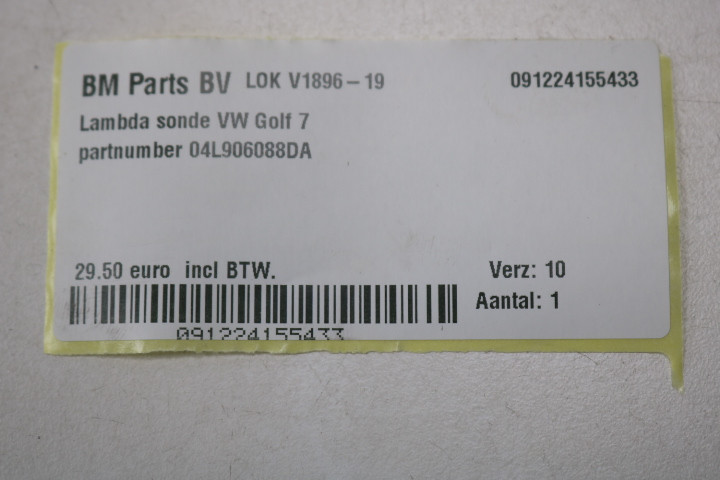 BM Parts BV LOK V1896-19 091224155433
Lambda sonde VW Golf 7
partnumber 04L906088DA
29.50 euro incl BTW. Verz: 10
Aantal: 1
091224155433